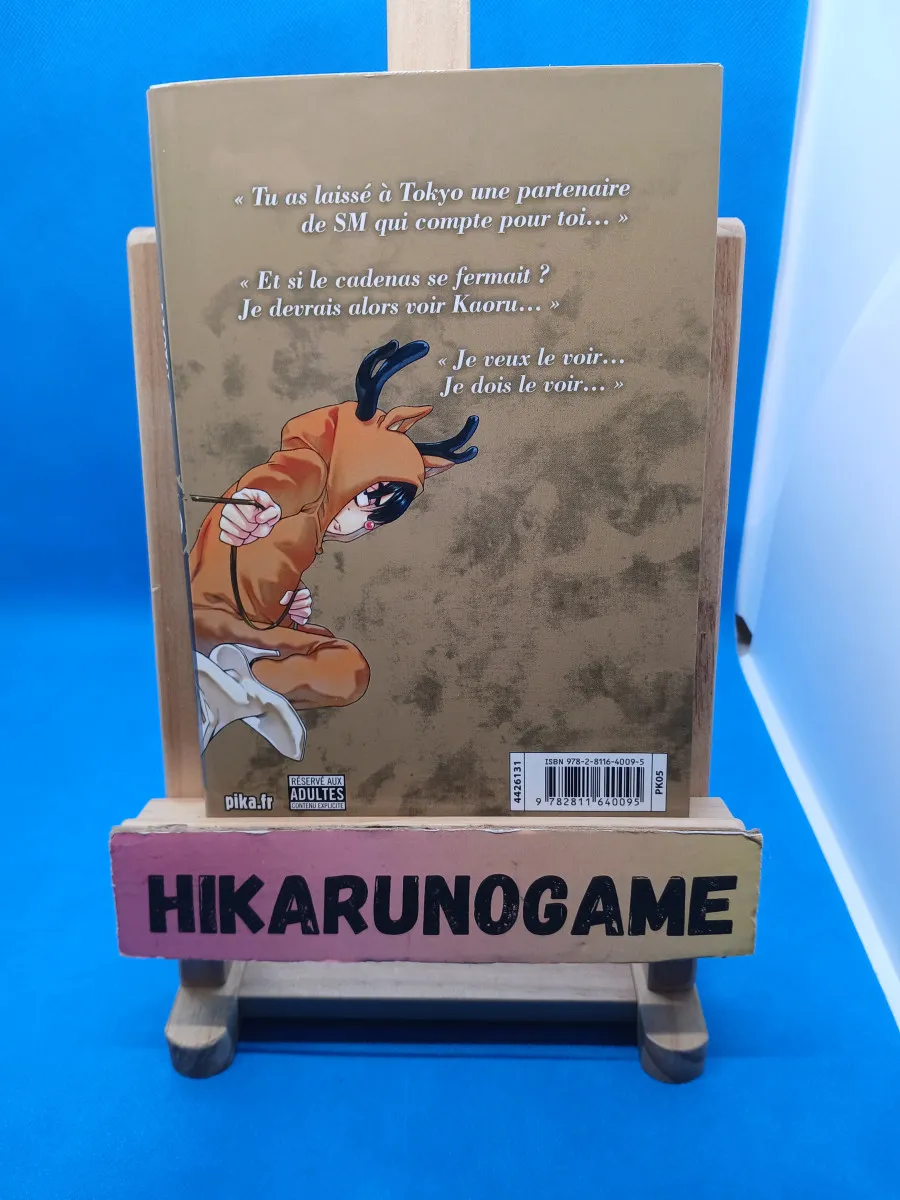 « Tu as laissé à Tokyo une partenaire
de SM qui compte pour toi... »
« Et si le cadenas se fermait ?
Je devrais alors voir Kaoru... »
« Je veux le voir...
Je dois le voir... »
pika.fr
RÉSERVÉ AUX
ADULTES
CONTENU EXPLICITE
4426131
ISBN 978-2-8116-4009-5
9 782811 640095
PK05
HIKARUNOGAME